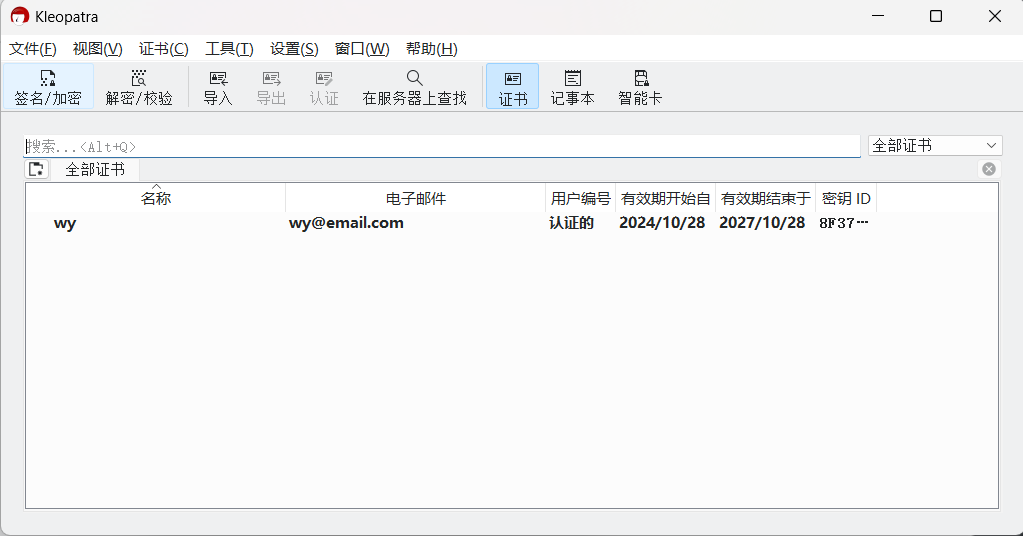 Kleopatra
文件(F) 视图(V) 证书(C) 工具(T) 设置(S) 窗口(W) 帮助(H)
签名/加密 解密/校验 导入 导出 认证 在服务器上查找 证书 记事本 智能卡
搜索...<Alt+Q> 全部证书
全部证书
名称 电子邮件 用户编号 有效期开始自 有效期结束于 密钥 ID
wy wy@email.com 认证的 2024/10/28 2027/10/28 8F37…